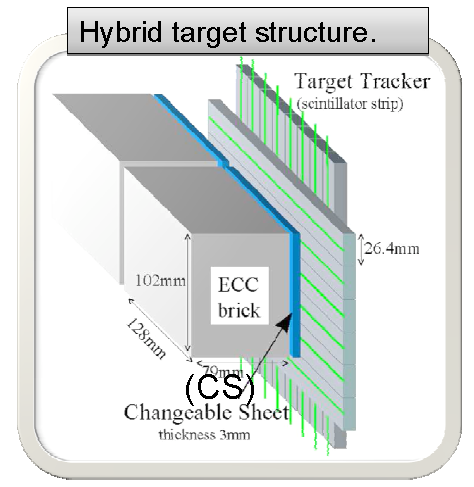 Hybrid target structure.
Target Tracker
(scintillator strip)
26.4mm
102mm
ECC
brick
128mm
79mm
(CS)
Changeable Sheet
thickness 3mm